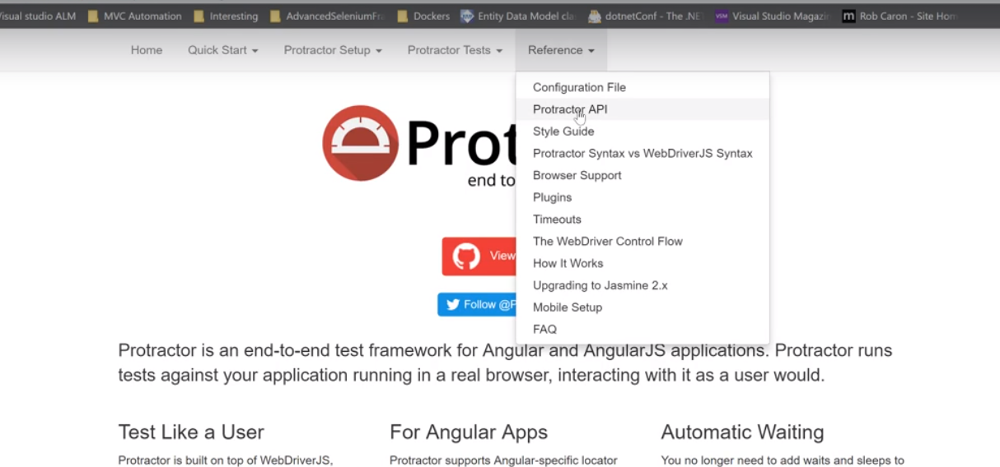 Visual studio ALM MVC Automation Interesting AdvancedSeleniumFra Dockers Entity Data Model cla dotnetConf - The .NE Visual Studio Magazin Rob Caron - Site Hom
Home Quick Start Protractor Setup Protractor Tests Reference
Configuration File
Protractor API
Style Guide
Protractor Syntax vs WebDriverJS Syntax
Browser Support
Plugins
Timeouts
The WebDriver Control Flow
How It Works
Upgrading to Jasmine 2.x
Mobile Setup
FAQ
Prot
end to
View
Follow @P
Protractor is an end-to-end test framework for Angular and AngularJS applications. Protractor runs
tests against your application running in a real browser, interacting with it as a user would.
Test Like a User
Protractor is built on top of WebDriverJS,
For Angular Apps
Protractor supports Angular-specific locator
Automatic Waiting
You no longer need to add waits and sleeps to